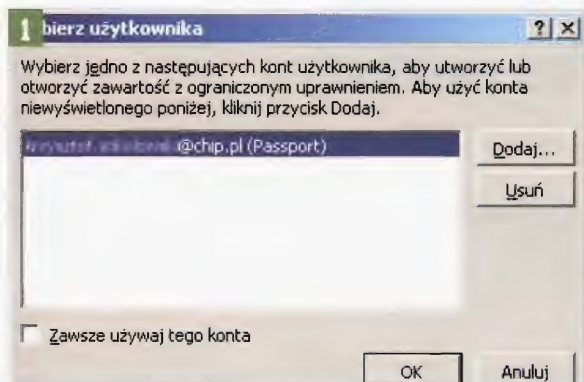 1 bierz użytkownika
Wybierz jedno z następujących kont użytkownika, aby utworzyć lub
otworzyć zawartość z ograniczonym uprawnieniem. Aby użyć konta
niewyświetlonego poniżej, kliknij przycisk Dodaj.
@chip.pl (Passport)
Dodaj...
Usuń
Zawsze używaj tego konta
OK
Anuluj